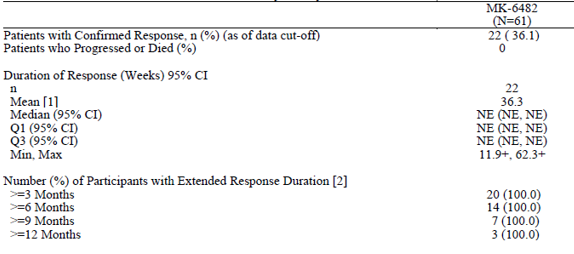 MK-6482
(N=61)
Patients with Confirmed Response, n (%) (as of data cut-off) 22 ( 36.1)
Patients who Progressed or Died (%) 0
Duration of Response (Weeks) 95% CI
n 22
Mean [1] 36.3
Median (95% CI) NE (NE, NE)
Q1 (95% CI) NE (NE, NE)
Q3 (95% CI) NE (NE, NE)
Min, Max 11.9+, 62.3+
Number (%) of Participants with Extended Response Duration [2]
>=3 Months 20 (100.0)
>=6 Months 14 (100.0)
>=9 Months 7 (100.0)
>=12 Months 3 (100.0)